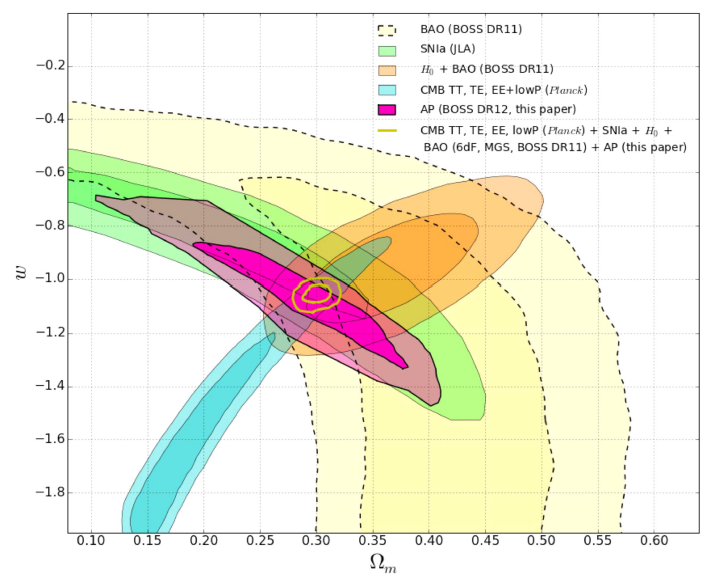 BAO (BOSS DR11)
SNIa (JLA)
H₀ + BAO (BOSS DR11)
CMB TT, TE, EE+lowP (Planck)
AP (BOSS DR12, this paper)
CMB TT, TE, EE, lowP (Planck) + SNIa + H₀ +
BAO (6dF, MGS, BOSS DR11) + AP (this paper)
−0.2
−0.4
−0.6
−0.8
−1.0
−1.2
−1.4
−1.6
−1.8
w
0.10 0.15 0.20 0.25 0.30 0.35 0.40 0.45 0.50 0.55 0.60
Ωₘ